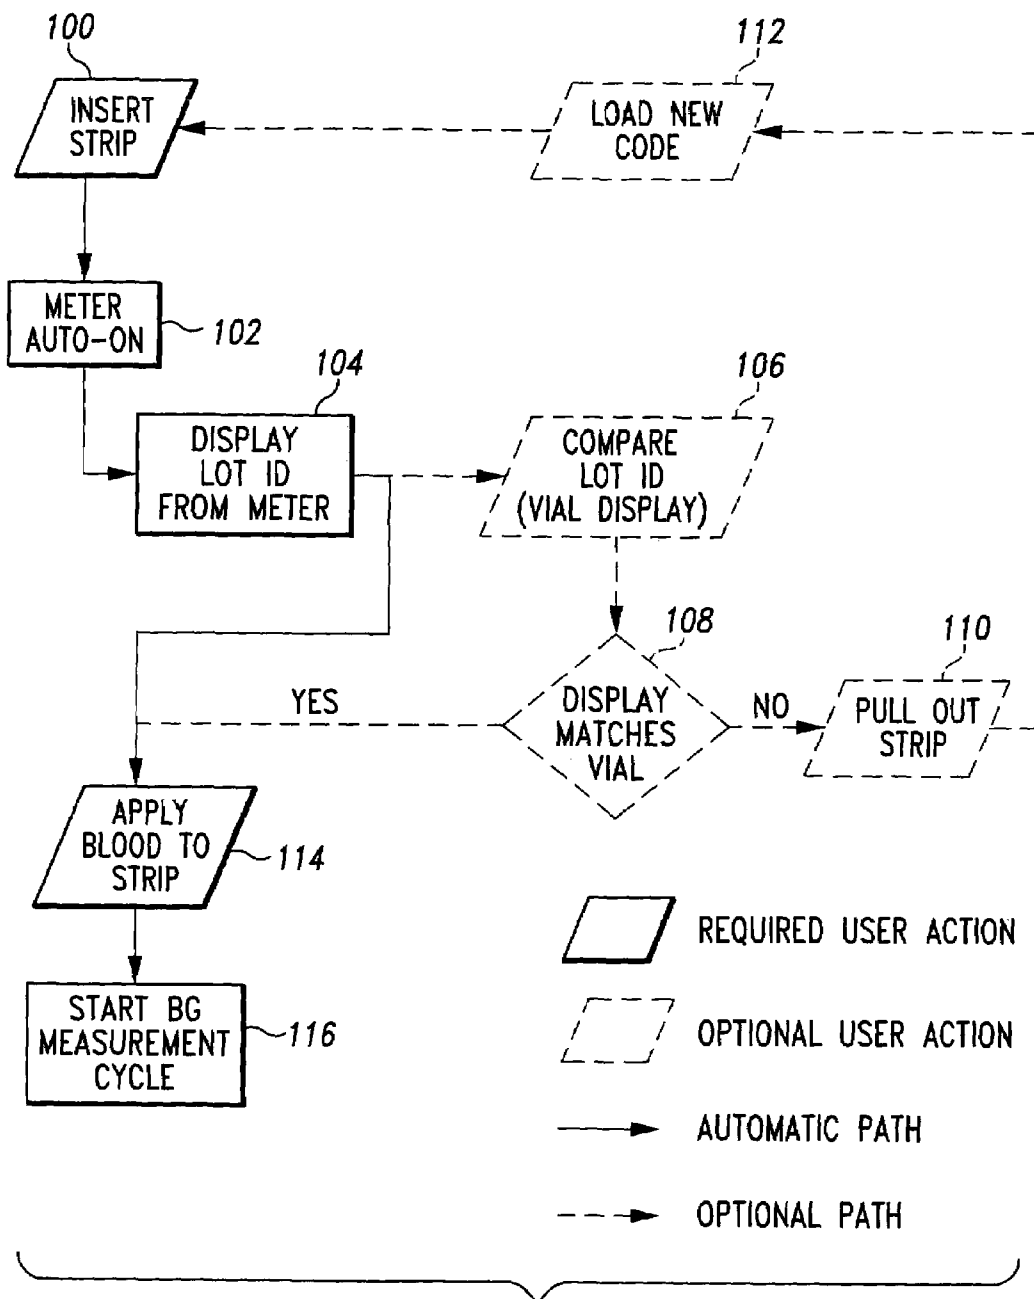 100
INSERT
STRIP
112
LOAD NEW
CODE
METER
AUTO-ON
102
104
DISPLAY
LOT ID
FROM METER
106
COMPARE
LOT ID
(VIAL DISPLAY)
108
DISPLAY
MATCHES
VIAL
YES
NO
110
PULL OUT
STRIP
APPLY
BLOOD TO
STRIP
114
START BG
MEASUREMENT
CYCLE
116
REQUIRED USER ACTION
OPTIONAL USER ACTION
AUTOMATIC PATH
OPTIONAL PATH